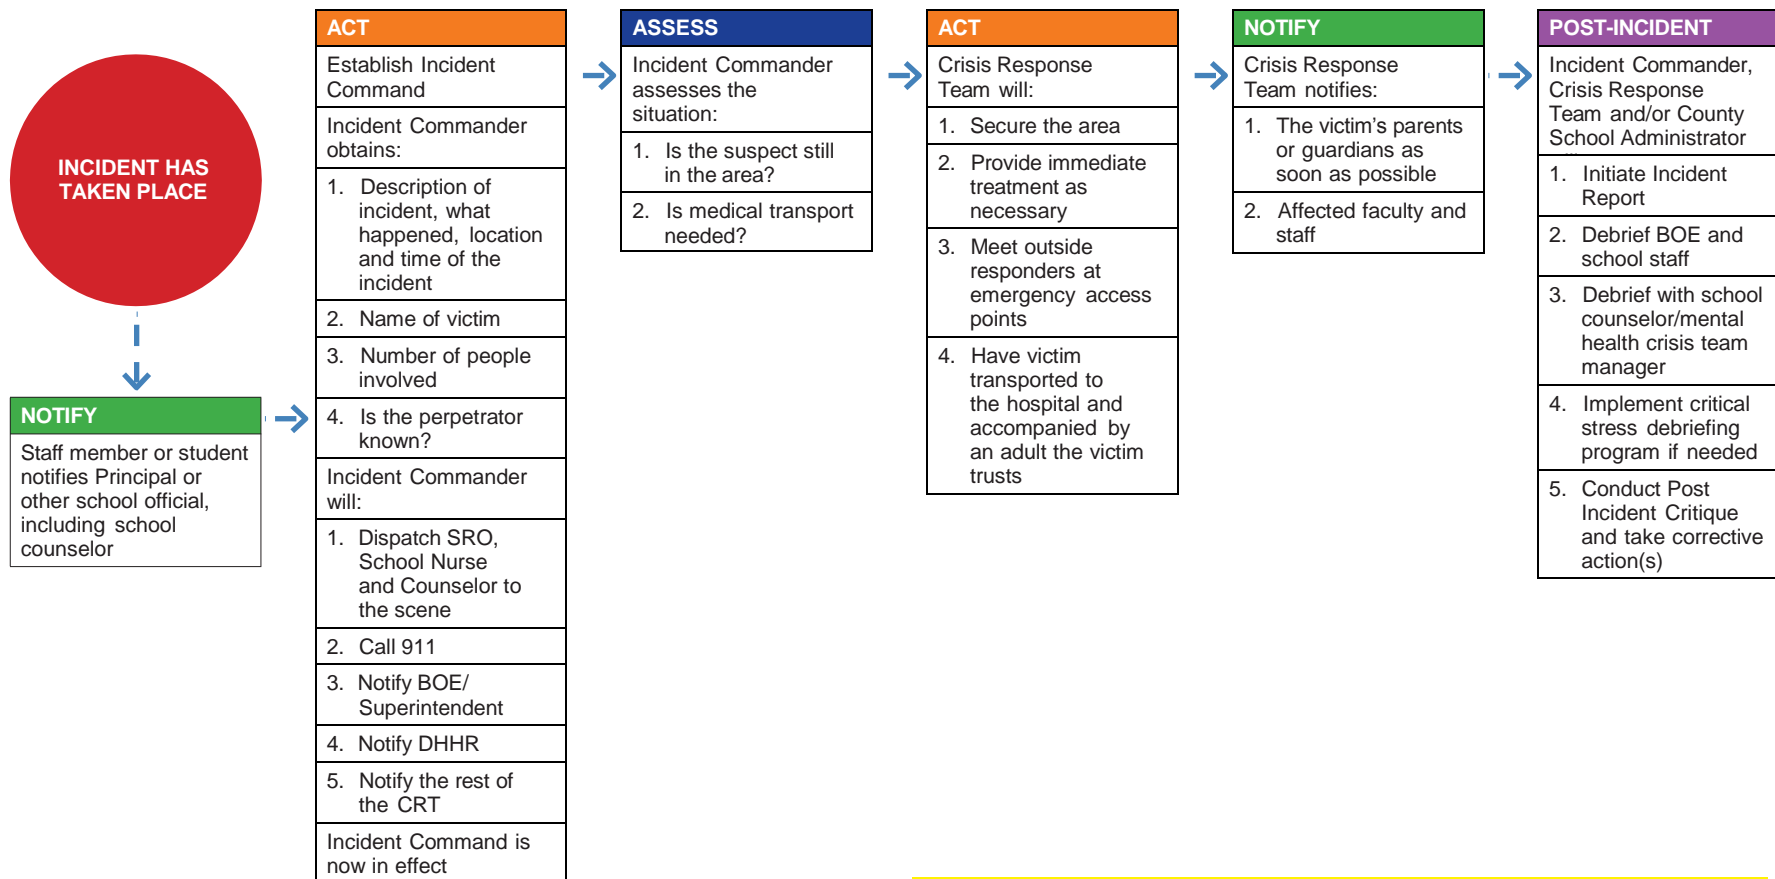 INCIDENT HAS
TAKEN PLACE
NOTIFY
Staff member or student
notifies Principal or
other school official,
including school
counselor
ACT
Establish Incident
Command
Incident Commander
obtains:
1. Description of
incident, what
happened, location
and time of the
incident
2. Name of victim
3. Number of people
involved
4. Is the perpetrator
known?
Incident Commander
will:
1. Dispatch SRO,
School Nurse
and Counselor to
the scene
2. Call 911
3. Notify BOE/
Superintendent
4. Notify DHHR
5. Notify the rest of
the CRT
Incident Command is
now in effect
ASSESS
Incident Commander
assesses the
situation:
1. Is the suspect still
in the area?
2. Is medical transport
needed?
ACT
Crisis Response
Team will:
1. Secure the area
2. Provide immediate
treatment as
necessary
3. Meet outside
responders at
emergency access
points
4. Have victim
transported to
the hospital and
accompanied by
an adult the victim
trusts
NOTIFY
Crisis Response
Team notifies:
1. The victim’s parents
or guardians as
soon as possible
2. Affected faculty and
staff
POST-INCIDENT
Incident Commander,
Crisis Response
Team and/or County
School Administrator
1. Initiate Incident
Report
2. Debrief BOE and
school staff
3. Debrief with school
counselor/mental
health crisis team
manager
4. Implement critical
stress debriefing
program if needed
5. Conduct Post
Incident Critique
and take corrective
action(s)